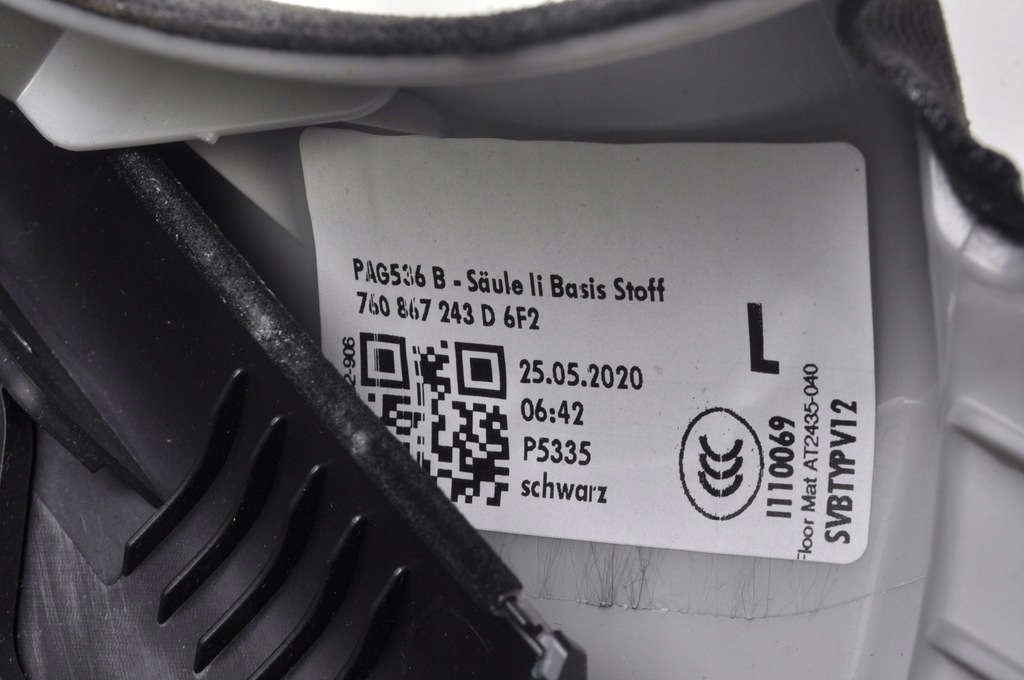 PAG536 B - Säule li Basis Stoff
760 867 243 D 6F2
25.05.2020
06:42
P5335
schwarz
L
CCC
1110069
Floor Mat AT2435-040
SVBTYPV12